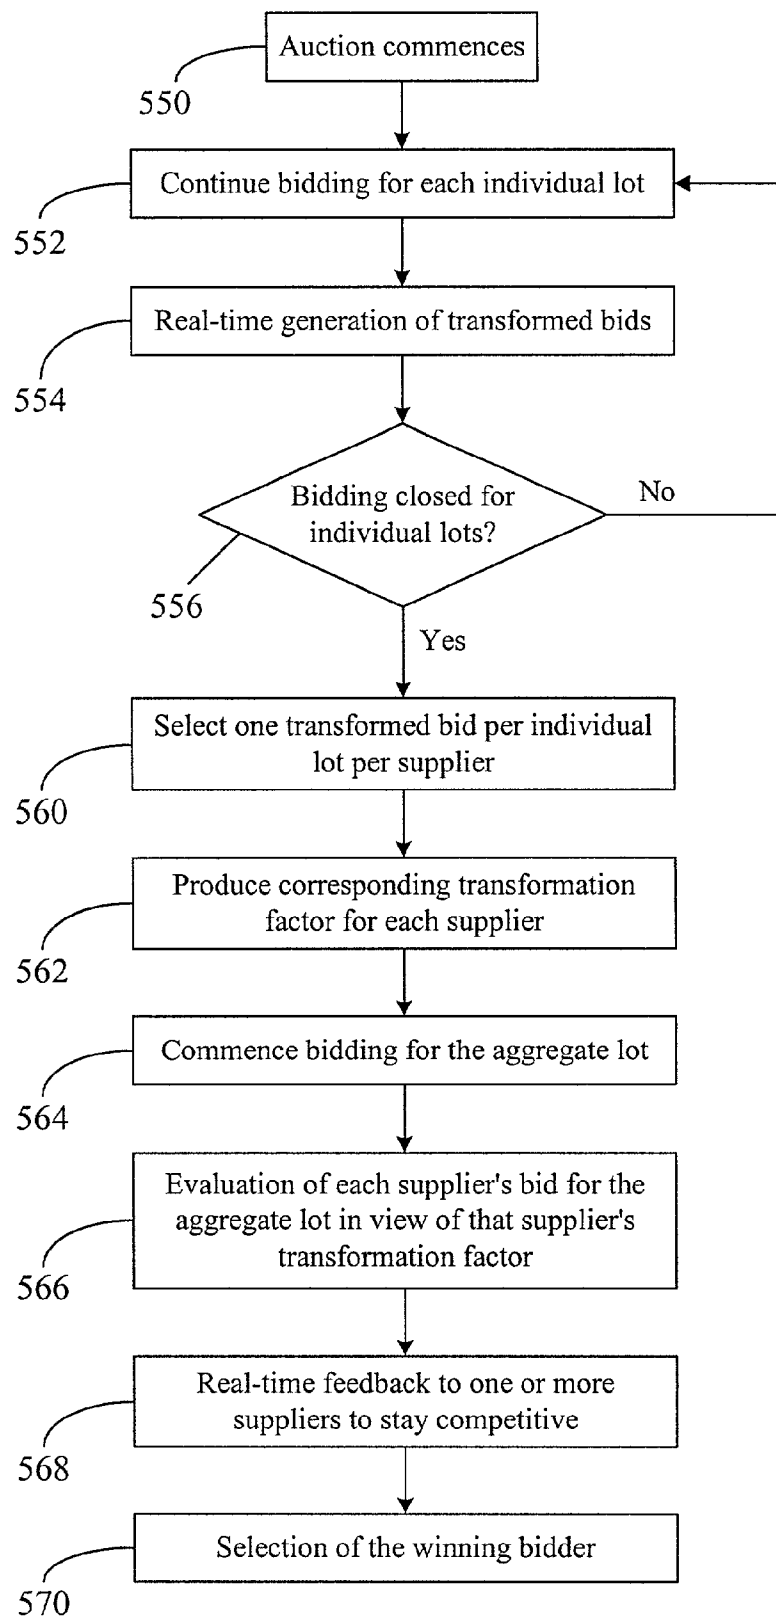 Auction commences
550
Continue bidding for each individual lot
552
Real-time generation of transformed bids
554
Bidding closed for
individual lots?
No
556
Yes
Select one transformed bid per individual
lot per supplier
560
Produce corresponding transformation
factor for each supplier
562
Commence bidding for the aggregate lot
564
Evaluation of each supplier's bid for the
aggregate lot in view of that supplier's
transformation factor
566
Real-time feedback to one or more
suppliers to stay competitive
568
Selection of the winning bidder
570